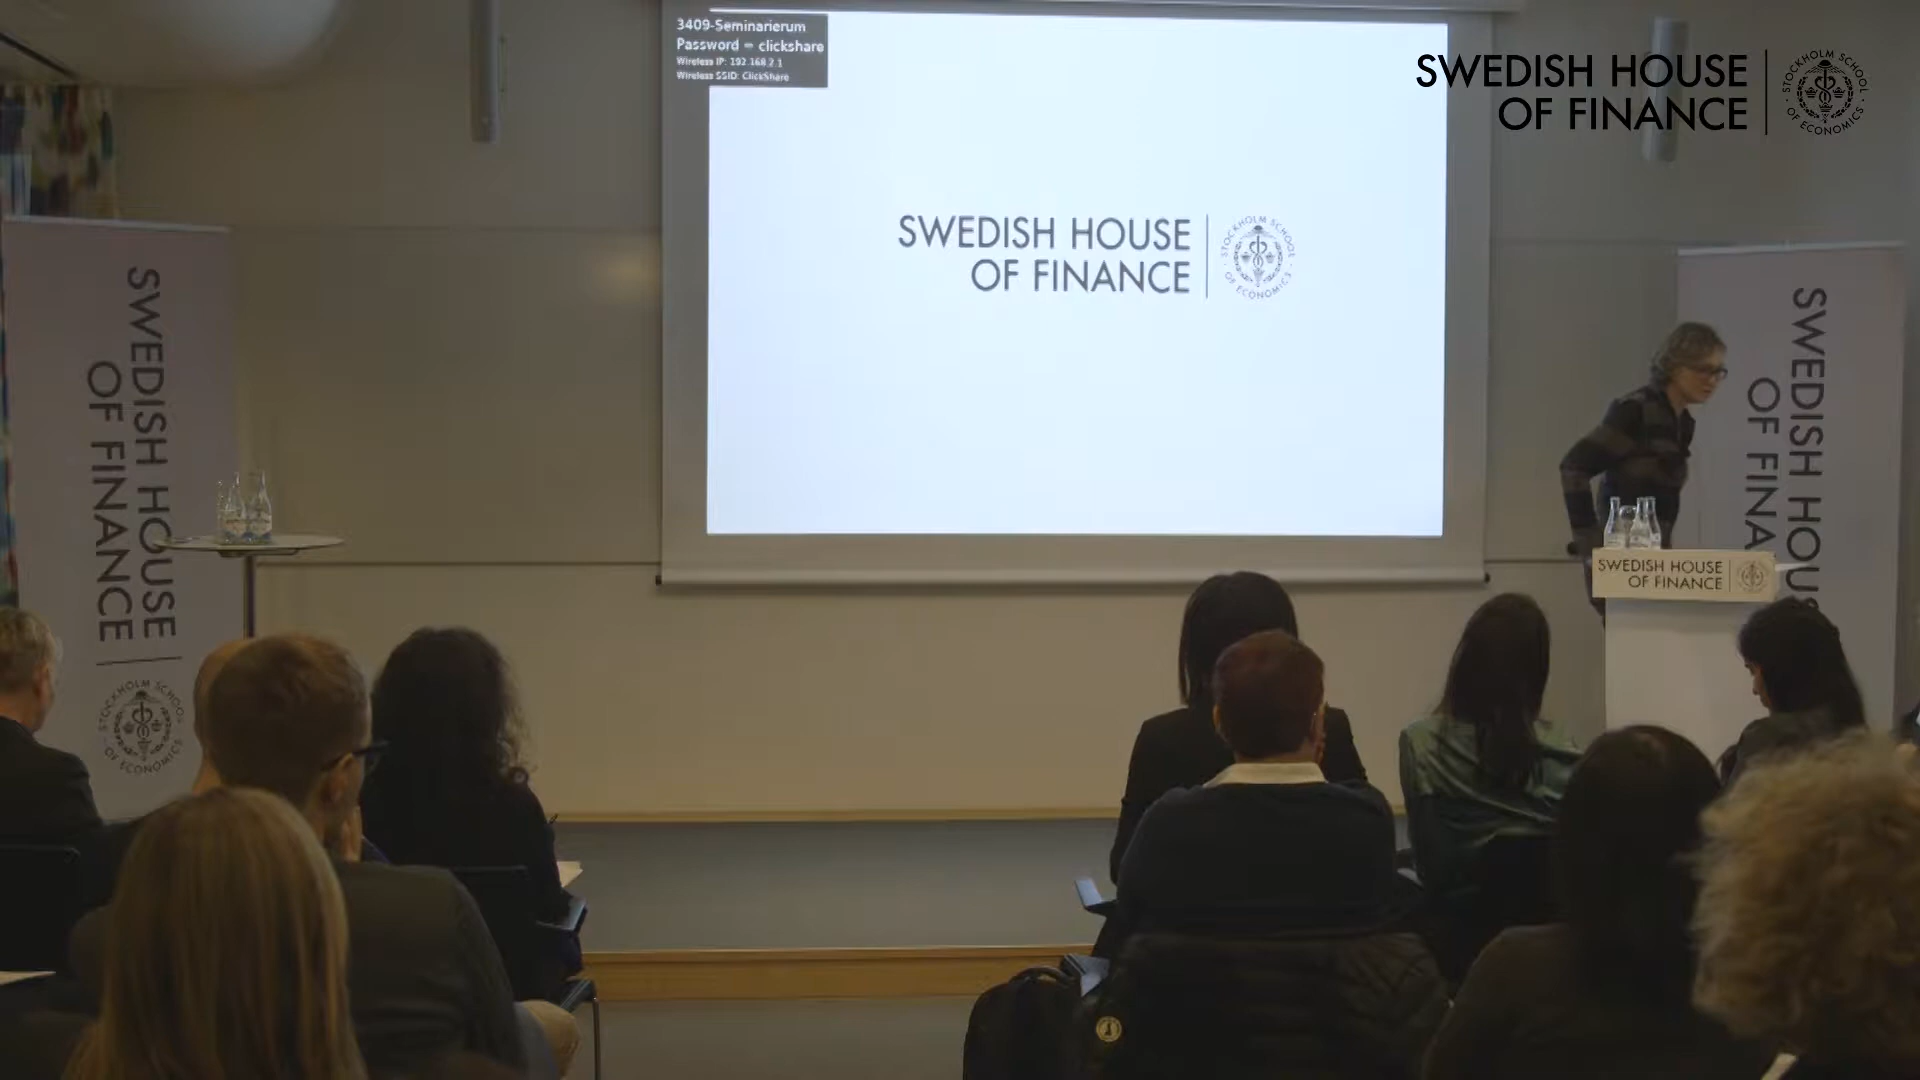 3409-Seminarierum
Password = clickshare
Wireless IP: 192.168.2.1
Wireless SSID: ClickShare
SWEDISH HOUSE
OF FINANCE
STOCKHOLM SCHOOL
OF ECONOMICS
SWEDISH HOUSE
OF FINANCE
STOCKHOLM SCHOOL
OF ECONOMICS
SWEDISH HOUSE
OF FINANCE
STOCKHOLM SCHOOL
OF ECONOMICS
SWEDISH HOUS
OF FINA
SWEDISH HOUSE
OF FINANCE